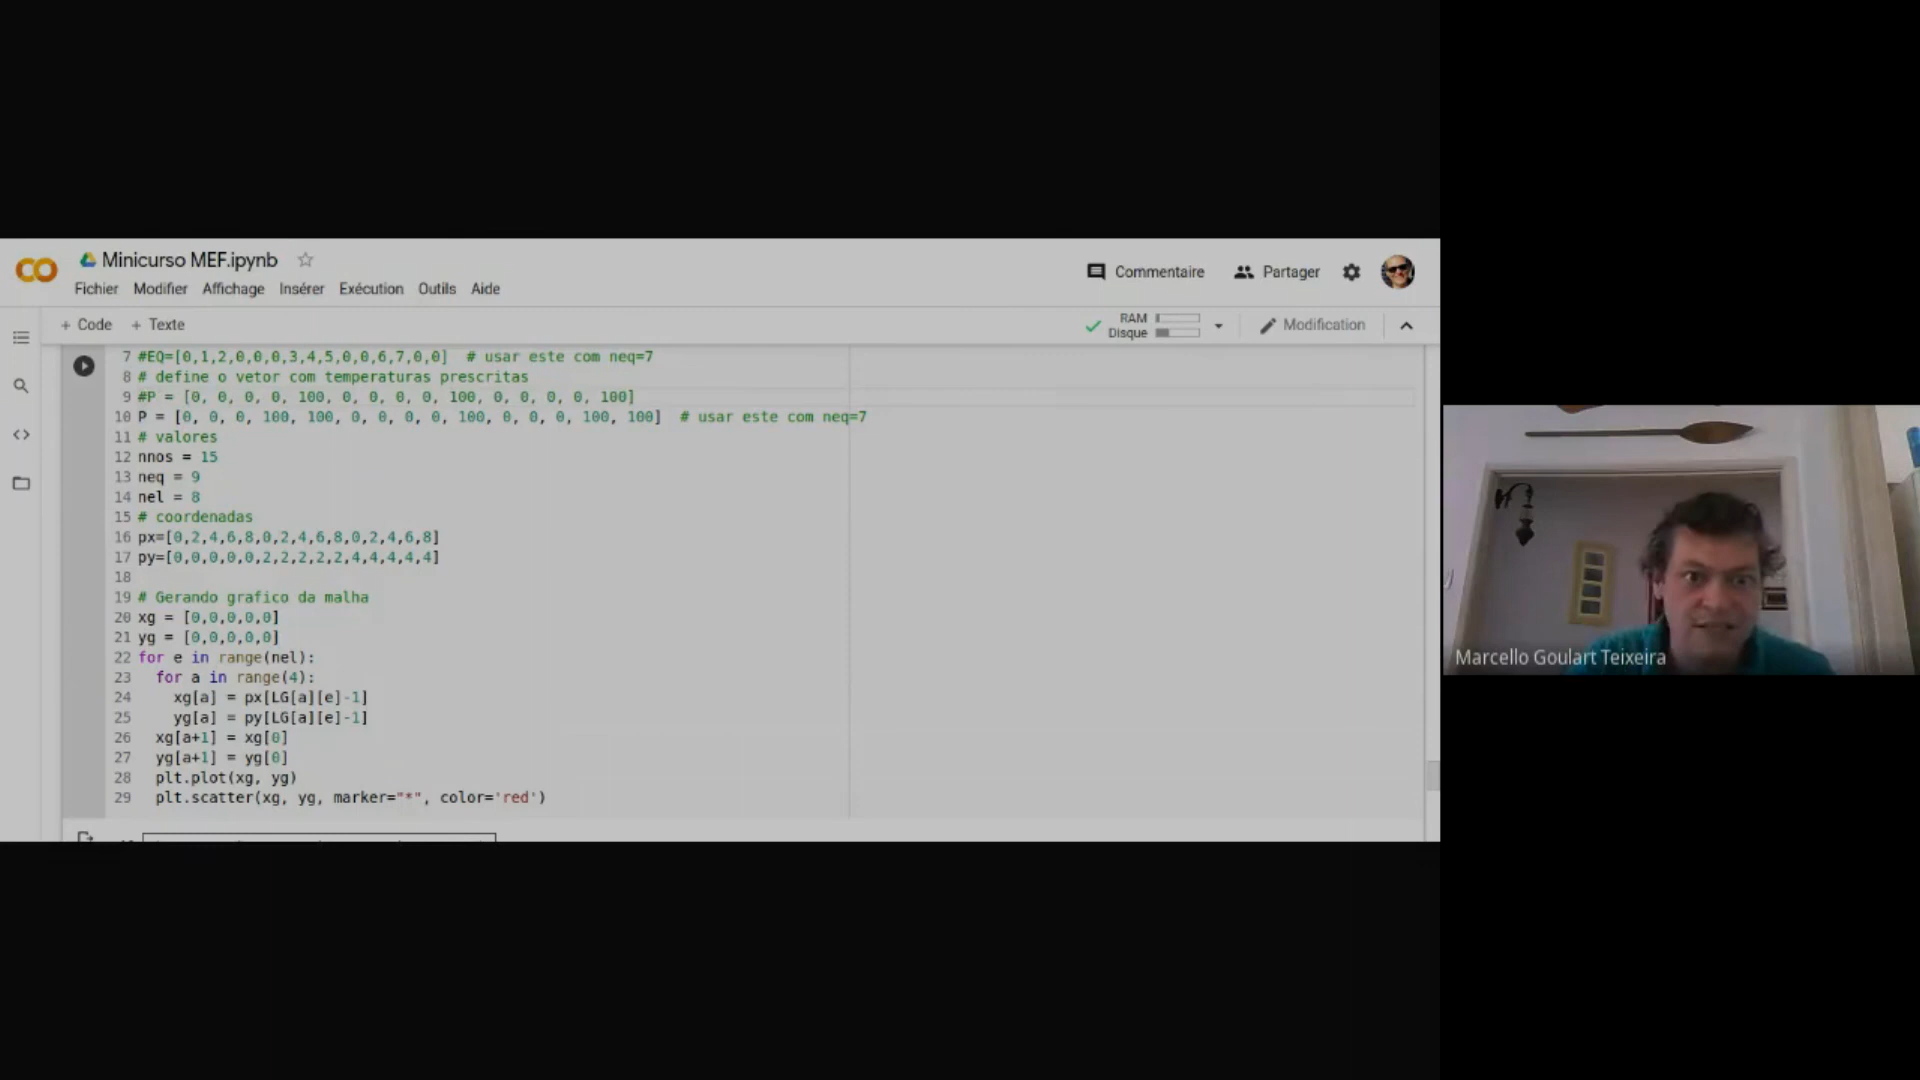 Minicurso MEF.ipynb
Fichier Modifier Affichage Insérer Exécution Outils Aide
Commentaire Partager
+ Code + Texte
RAM
Disque
Modification
7 #EQ=[0,1,2,0,0,0,3,4,5,0,0,6,7,0,0] # usar este com neq=7
8 # define o vetor com temperaturas prescritas
9 #P = [0, 0, 0, 0, 100, 0, 0, 0, 0, 100, 0, 0, 0, 0, 100]
10 P = [0, 0, 0, 100, 100, 0, 0, 0, 0, 100, 0, 0, 0, 100, 100] # usar este com neq=7
11 # valores
12 nnos = 15
13 neq = 9
14 nel = 8
15 # coordenadas
16 px=[0,2,4,6,8,0,2,4,6,8,0,2,4,6,8]
17 py=[0,0,0,0,0,2,2,2,2,2,4,4,4,4,4]
18
19 # Gerando grafico da malha
20 xg = [0,0,0,0,0]
21 yg = [0,0,0,0,0]
22 for e in range(nel):
23 for a in range(4):
24 xg[a] = px[LG[a][e]-1]
25 yg[a] = py[LG[a][e]-1]
26 xg[a+1] = xg[0]
27 yg[a+1] = yg[0]
28 plt.plot(xg, yg)
29 plt.scatter(xg, yg, marker="*", color='red')
Marcello Goulart Teixeira